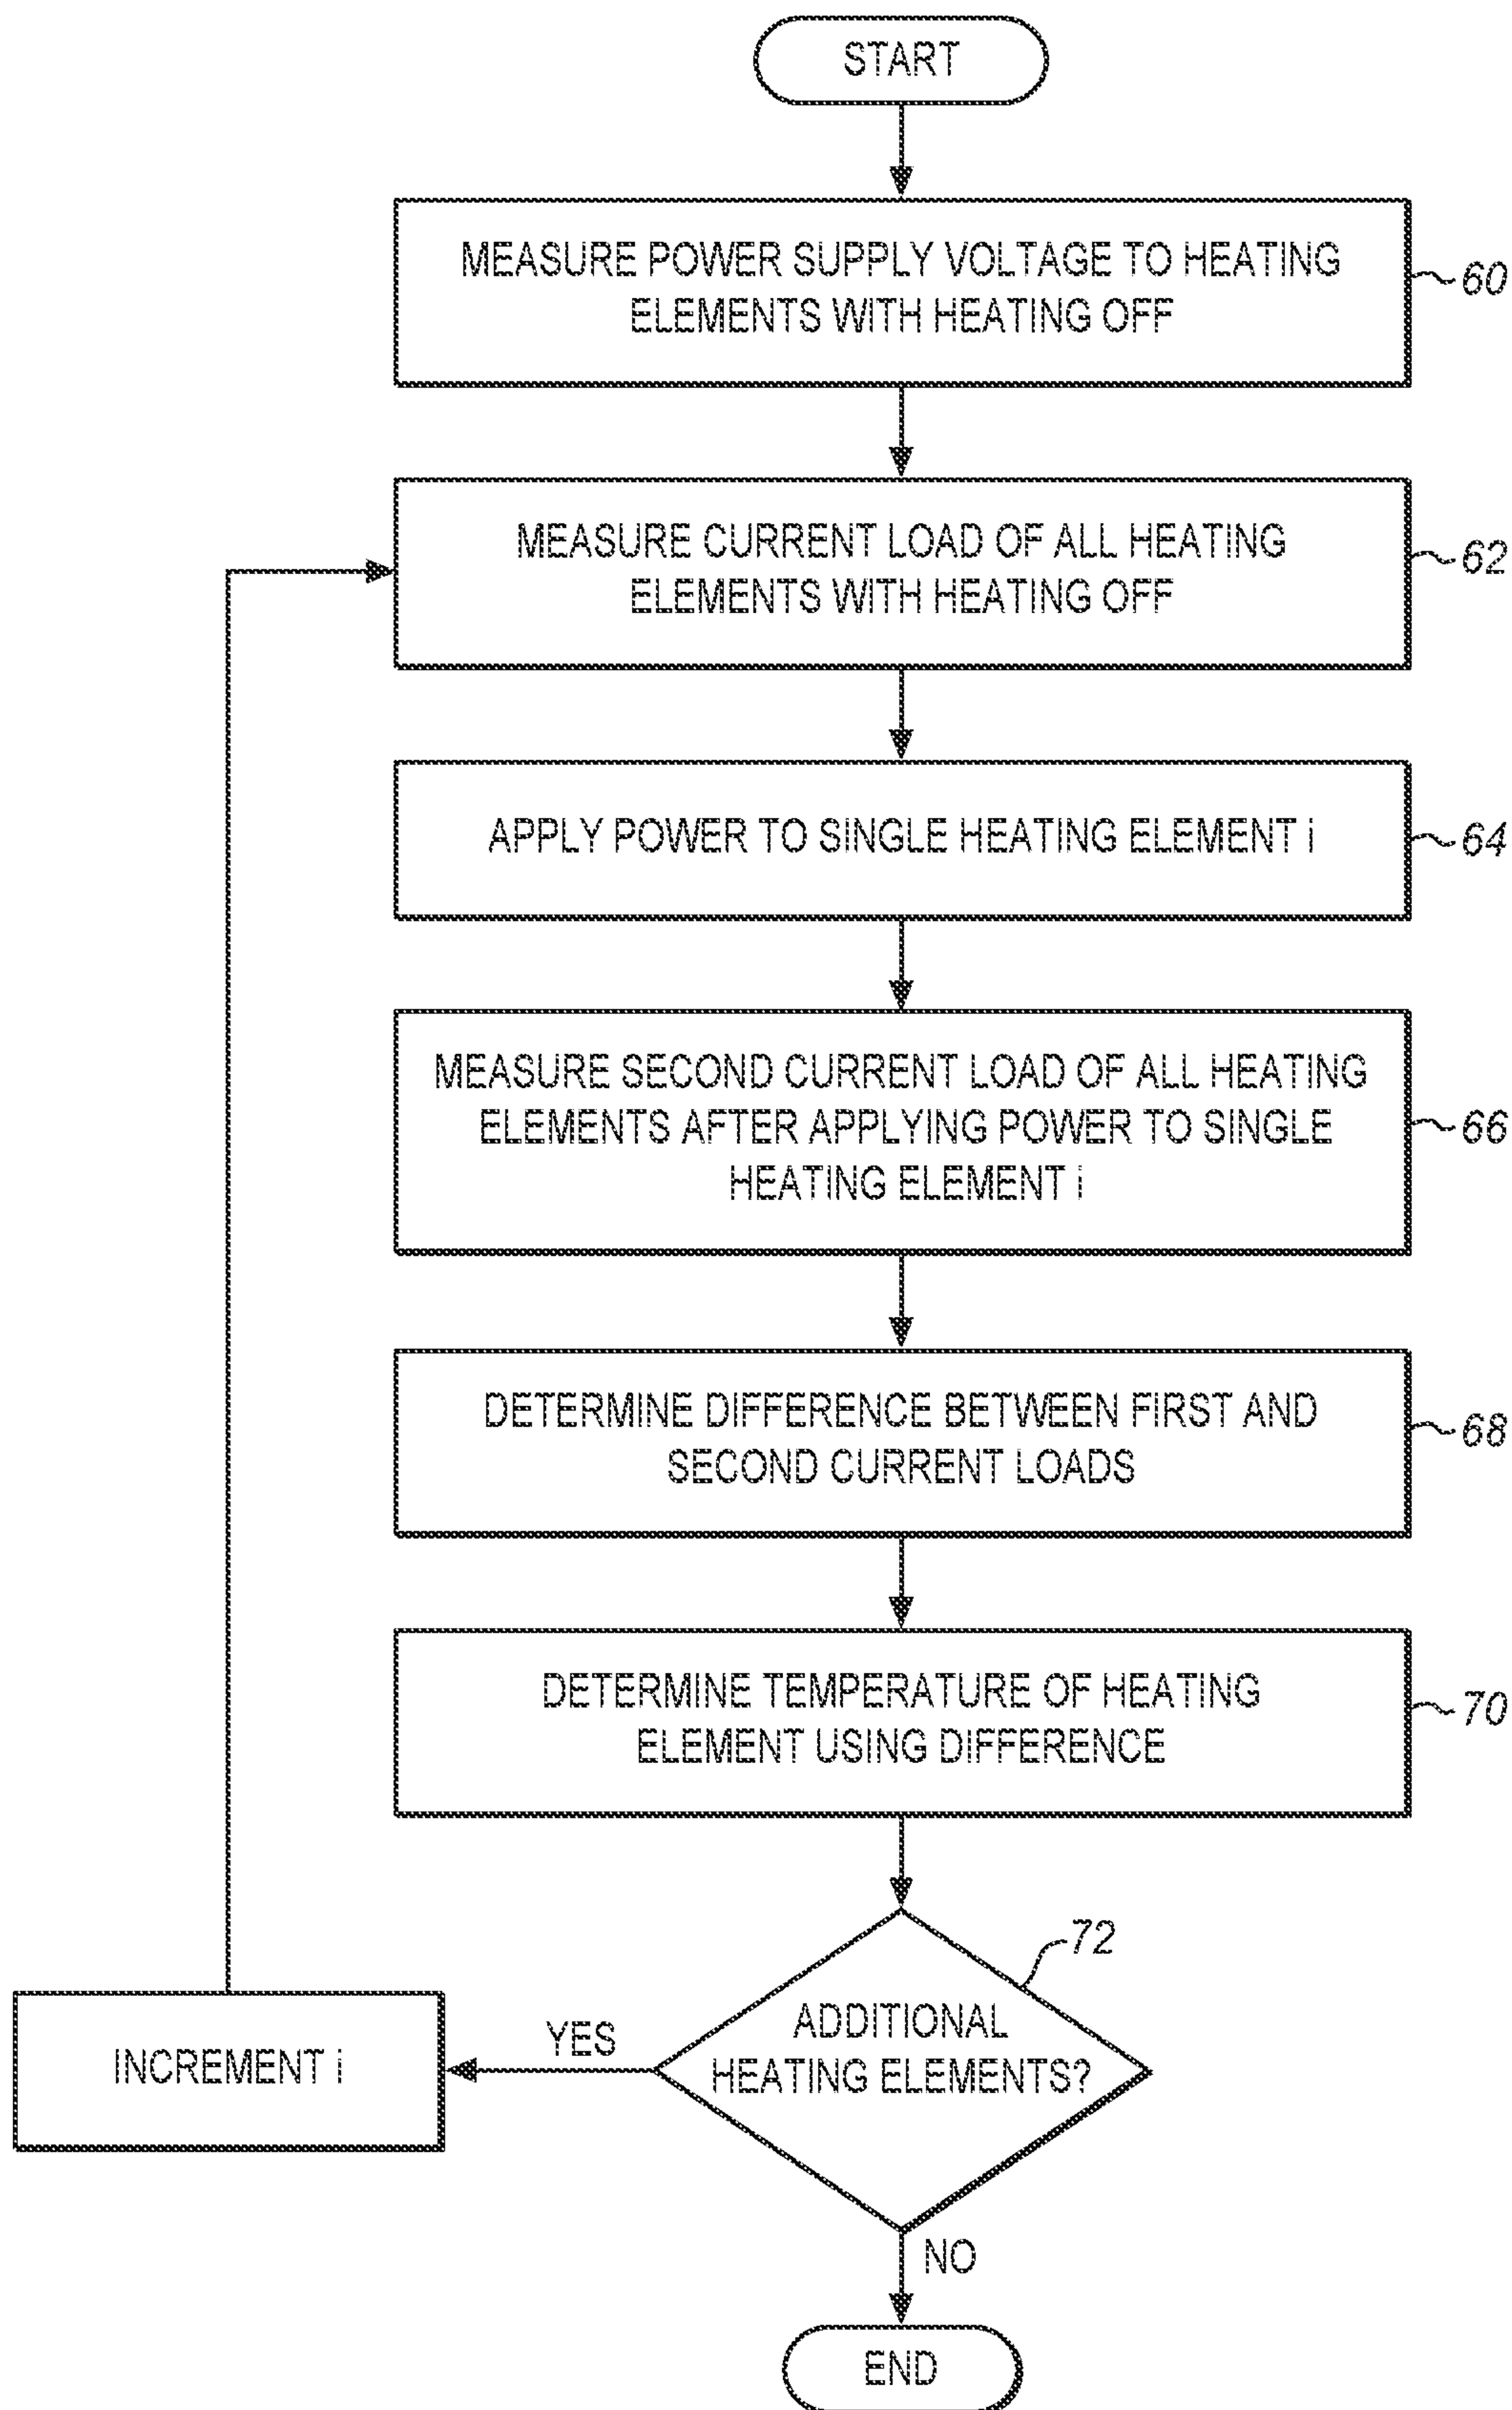 START
MEASURE POWER SUPPLY VOLTAGE TO HEATING
ELEMENTS WITH HEATING OFF
60
MEASURE CURRENT LOAD OF ALL HEATING
ELEMENTS WITH HEATING OFF
62
APPLY POWER TO SINGLE HEATING ELEMENT i
64
MEASURE SECOND CURRENT LOAD OF ALL HEATING
ELEMENTS AFTER APPLYING POWER TO SINGLE
HEATING ELEMENT i
66
DETERMINE DIFFERENCE BETWEEN FIRST AND
SECOND CURRENT LOADS
68
DETERMINE TEMPERATURE OF HEATING
ELEMENT USING DIFFERENCE
70
72
ADDITIONAL
HEATING ELEMENTS?
YES
INCREMENT i
NO
END